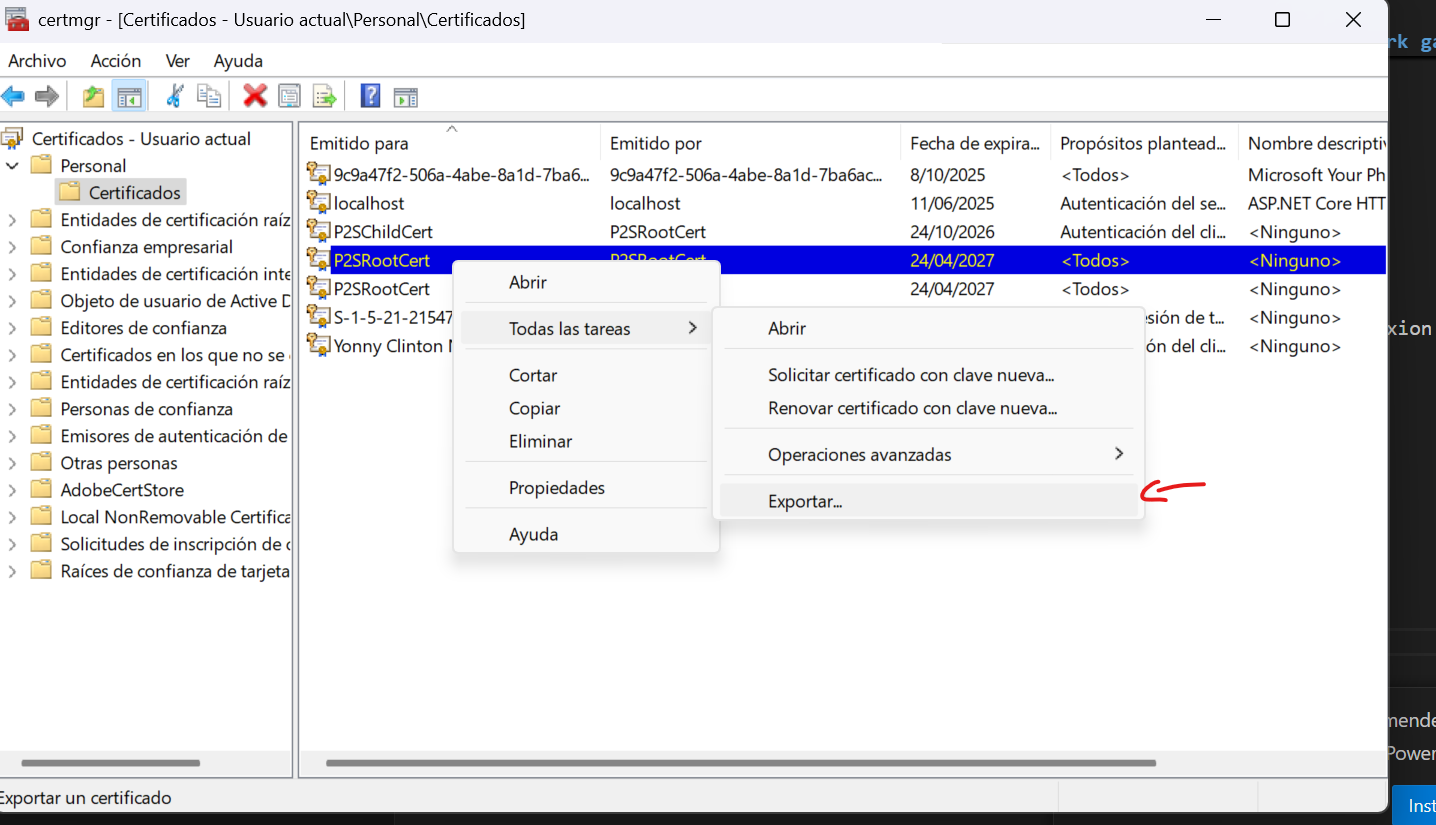 certmgr - [Certificados - Usuario actual\Personal\Certificados]
Archivo Acción Ver Ayuda
Certificados - Usuario actual
Personal
Certificados
Entidades de certificación raíz
Confianza empresarial
Entidades de certificación inte
Objeto de usuario de Active D
Editores de confianza
Certificados en los que no se
Entidades de certificación raíz
Personas de confianza
Emisores de autenticación de
Otras personas
AdobeCertStore
Local NonRemovable Certifica
Solicitudes de inscripción de c
Raíces de confianza de tarjeta
Emitido para Emitido por Fecha de expira... Propósitos plantead... Nombre descriptiv
9c9a47f2-506a-4abe-8a1d-7ba6... 9c9a47f2-506a-4abe-8a1d-7ba6ac... 8/10/2025 <Todos> Microsoft Your Ph
localhost localhost 11/06/2025 Autenticación del se... ASP.NET Core HTT
P2SChildCert P2SRootCert 24/10/2026 Autenticación del cli... <Ninguno>
P2SRootCert P2SRootCert 24/04/2027 <Todos> <Ninguno>
P2SRootCert 24/04/2027 <Todos> <Ninguno>
S-1-5-21-21547 esión de t... <Ninguno>
Yonny Clinton ón del cli... <Ninguno>
Abrir
Todas las tareas
Cortar
Copiar
Eliminar
Propiedades
Ayuda
Abrir
Solicitar certificado con clave nueva...
Renovar certificado con clave nueva...
Operaciones avanzadas
Exportar...
Exportar un certificado
rk ga
xion
mende
Power
Inst